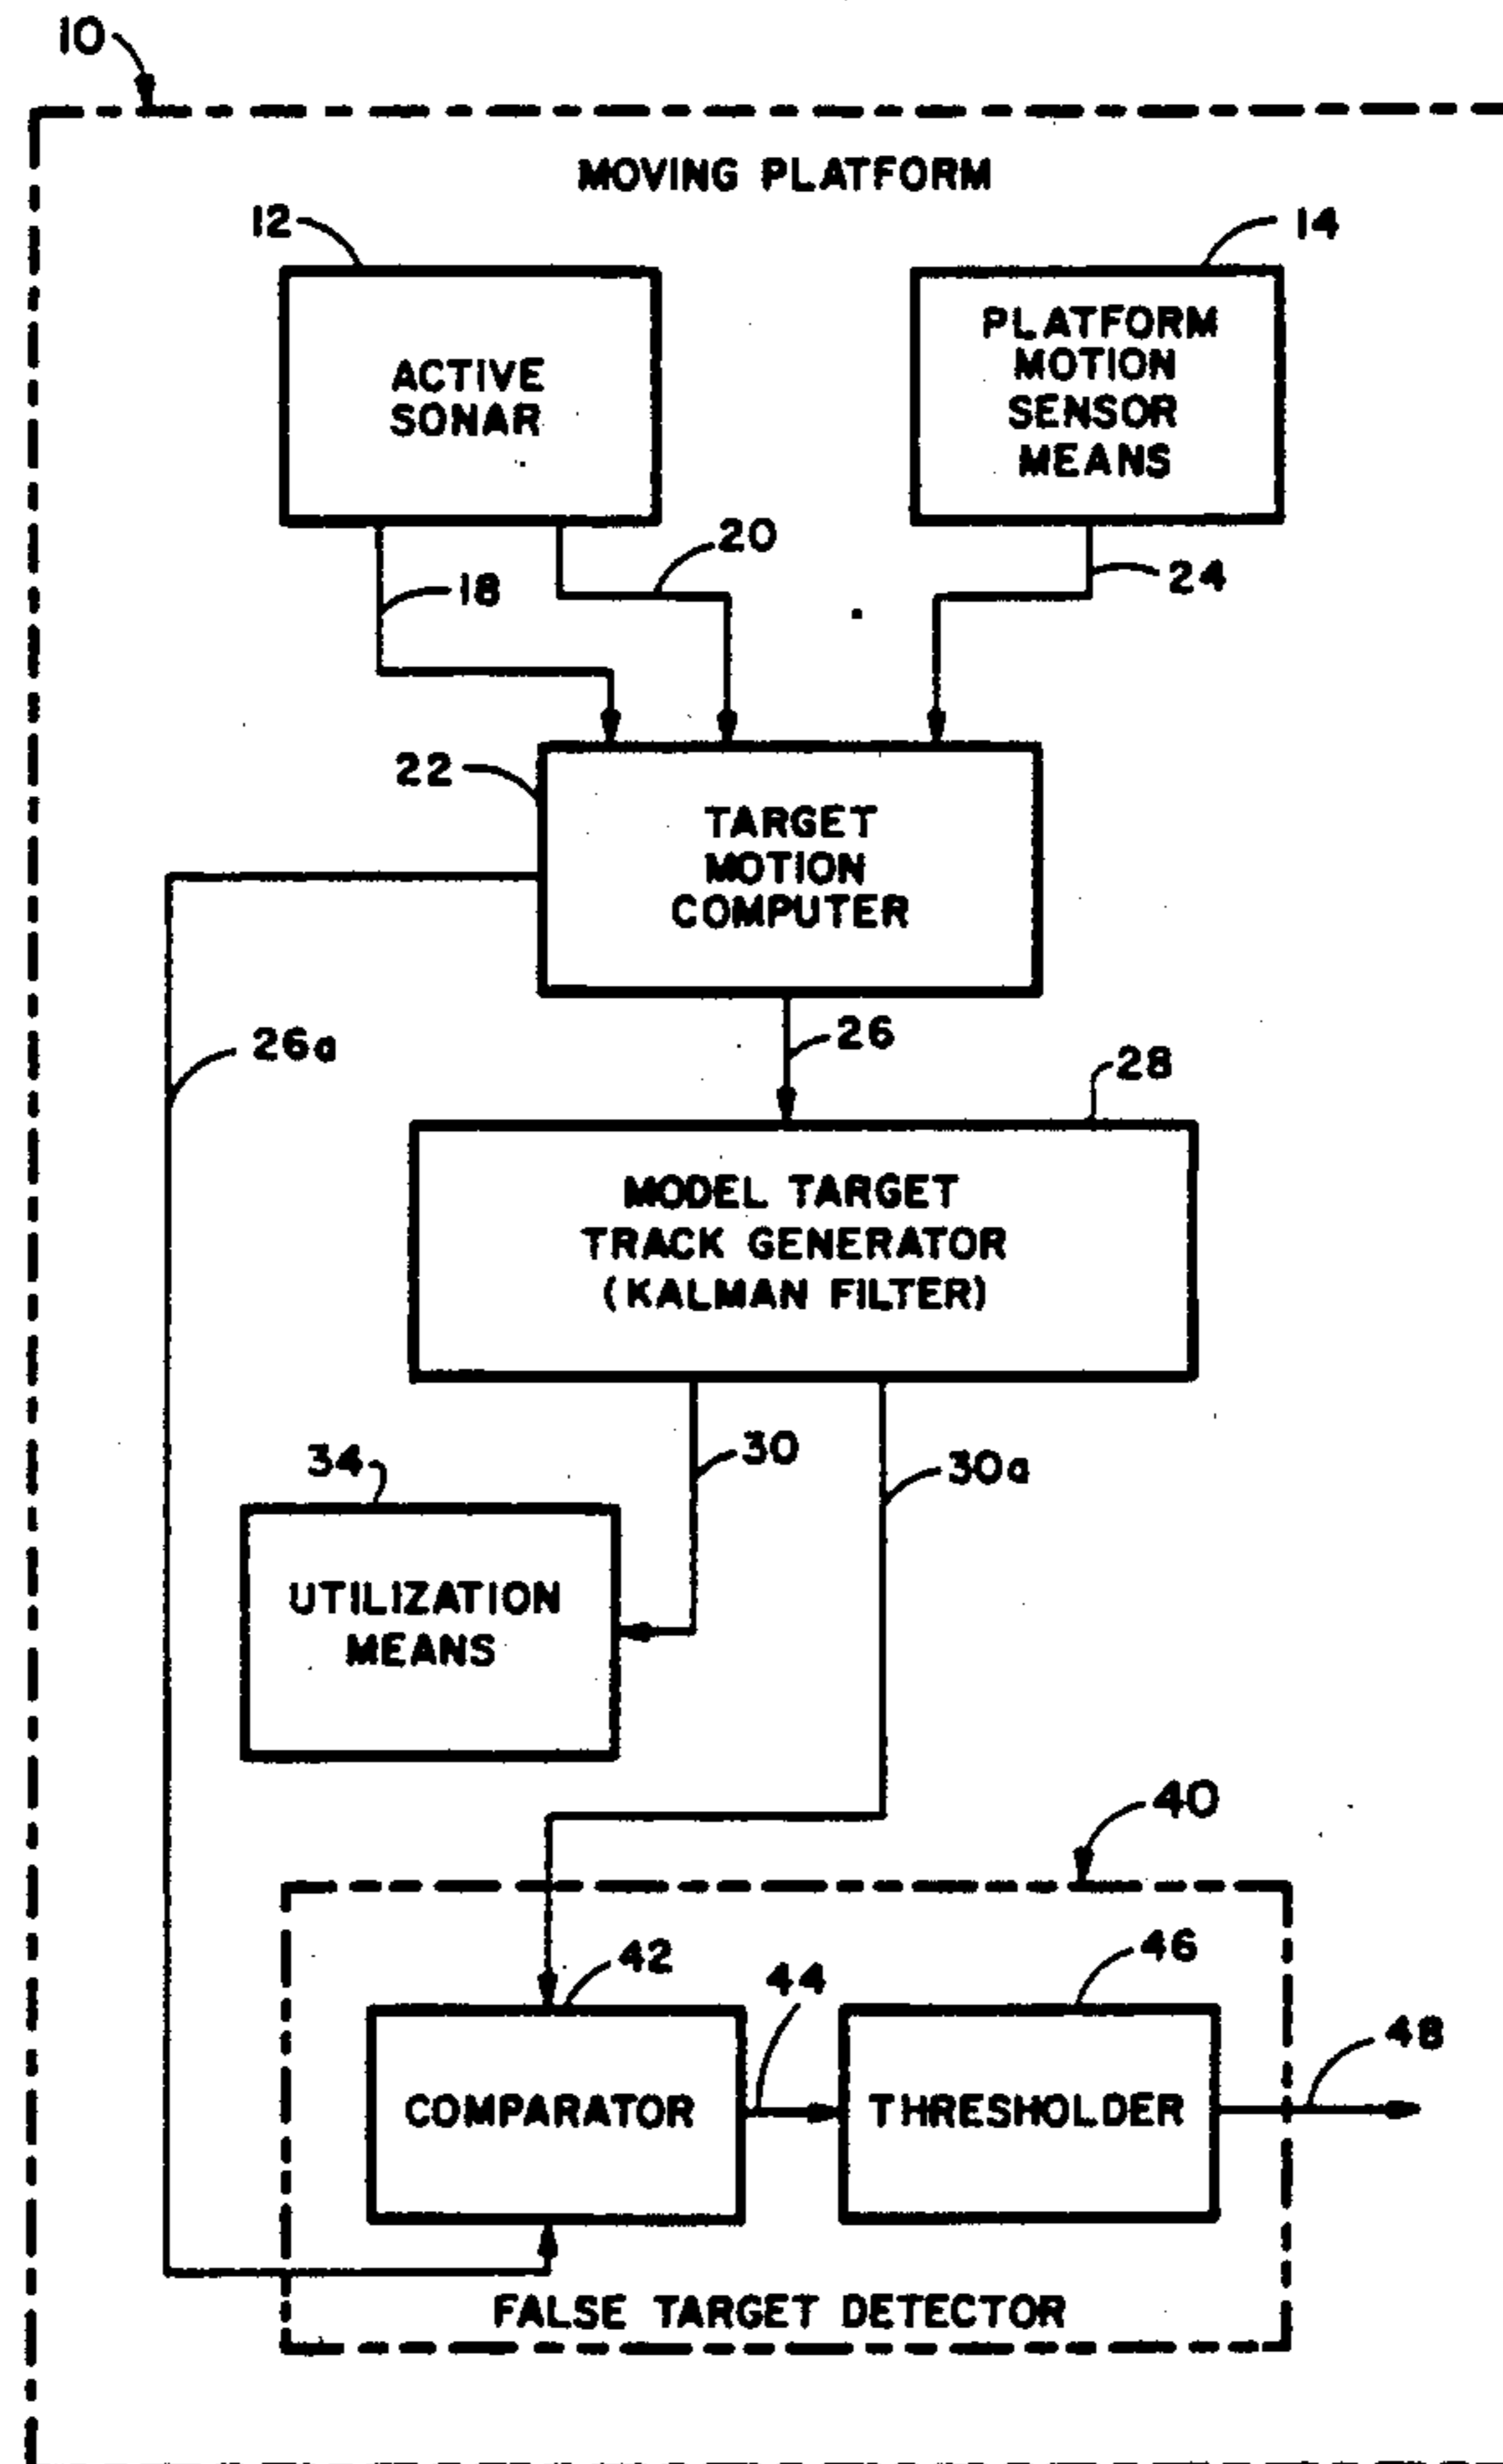 10
MOVING PLATFORM
12
14
ACTIVE
SONAR
PLATFORM
MOTION
SENSOR
MEANS
18
20
24
22
TARGET
MOTION
COMPUTER
26a
26
28
MODEL TARGET
TRACK GENERATOR
(KALMAN FILTER)
34
30
30a
UTILIZATION
MEANS
40
42
44
46
48
COMPARATOR
THRESHOLDER
FALSE TARGET DETECTOR